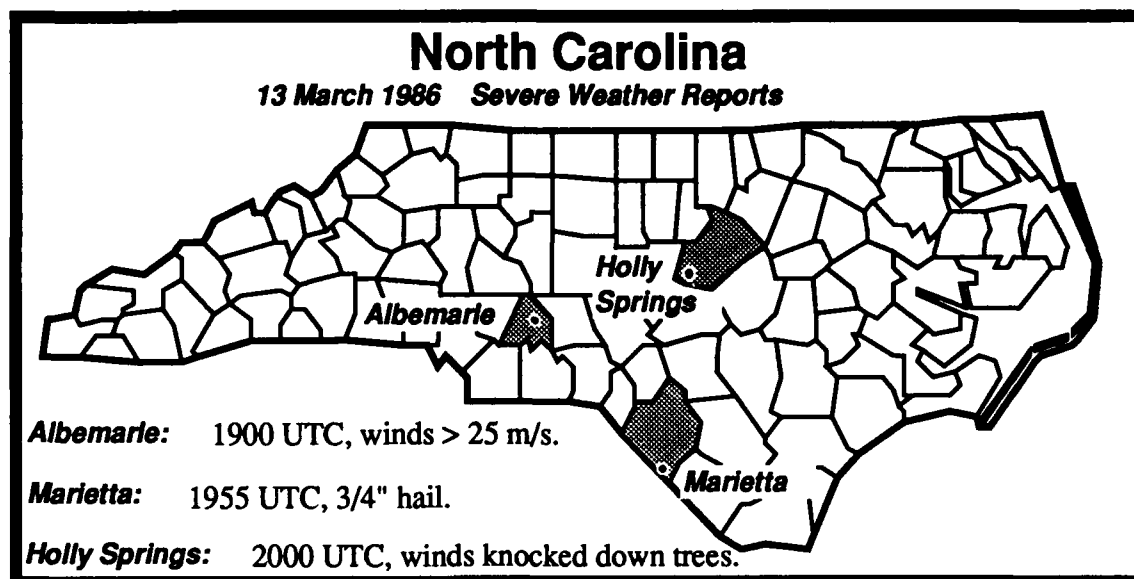 North Carolina
13 March 1986 Severe Weather Reports
Holly
Springs
Albemarle
Marietta
Albemarle: 1900 UTC, winds > 25 m/s.
Marietta: 1955 UTC, 3/4" hail.
Holly Springs: 2000 UTC, winds knocked down trees.